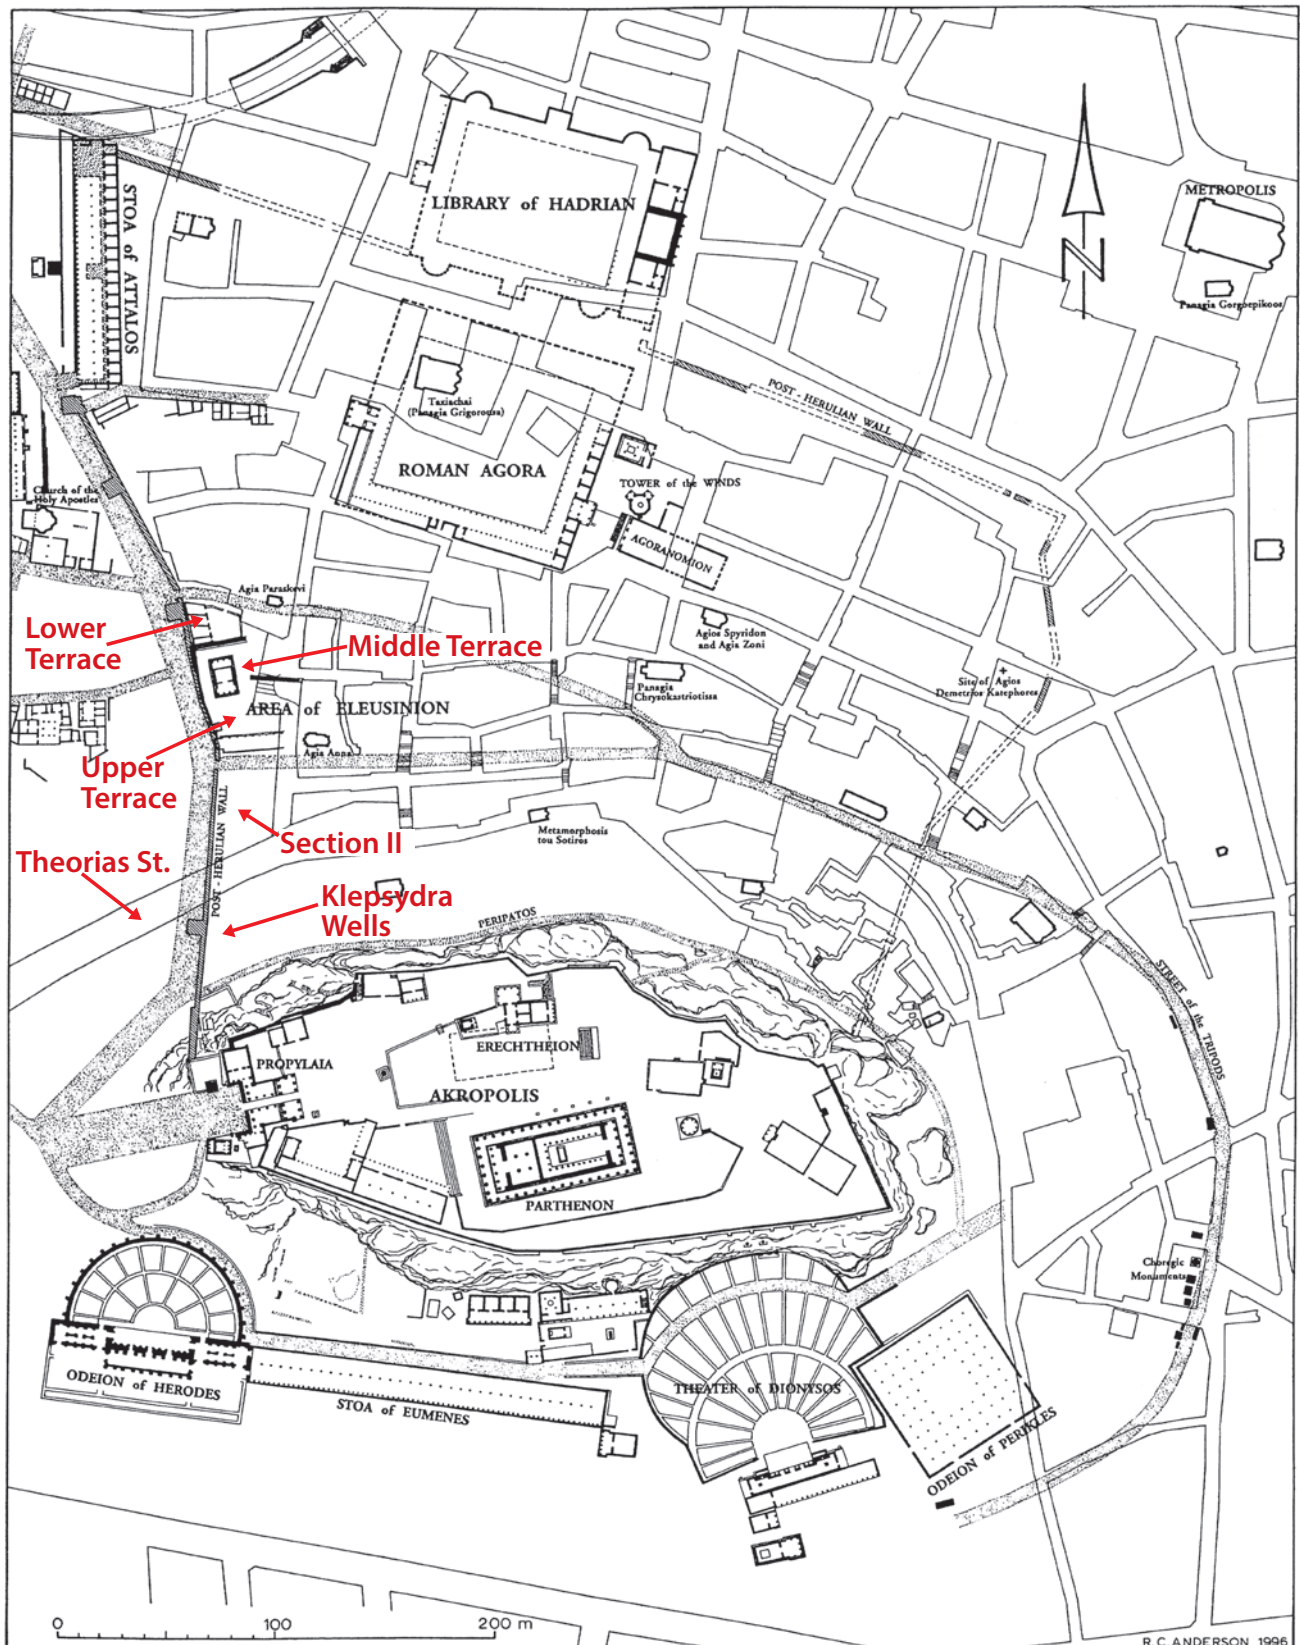 STOA of ATTALOS
LIBRARY of HADRIAN
METROPOLIS
N
Panagia Gorgoepikoos
Taxiachai
(Panagia Grigorousa)
POST - HERULIAN WALL
ROMAN AGORA
TOWER of the WINDS
Church of the
Holy Apostles
AGORANOMION
Agia Paraskevi
Lower
Terrace
Middle Terrace
Agios Spyridon
and Agia Zoni
Panagia
Chrysokastriotissa
Site of Agios
Demetrios Katephores
AREA of ELEUSINION
Agia Anna
Upper
Terrace
POST - HERULIAN WALL
Section II
Metamorphosis
tou Sotiros
Theorias St.
Klepsydra
Wells
PERIPATOS
STREET of the TRIPODS
ERECHTHEION
PROPYLAIA
AKROPOLIS
PARTHENON
Choregic
Monuments
ODEION of HERODES
STOA of EUMENES
THEATER of DIONYSOS
ODEION of PERIKLES
0 100 200 m
R.C. ANDERSON 1996